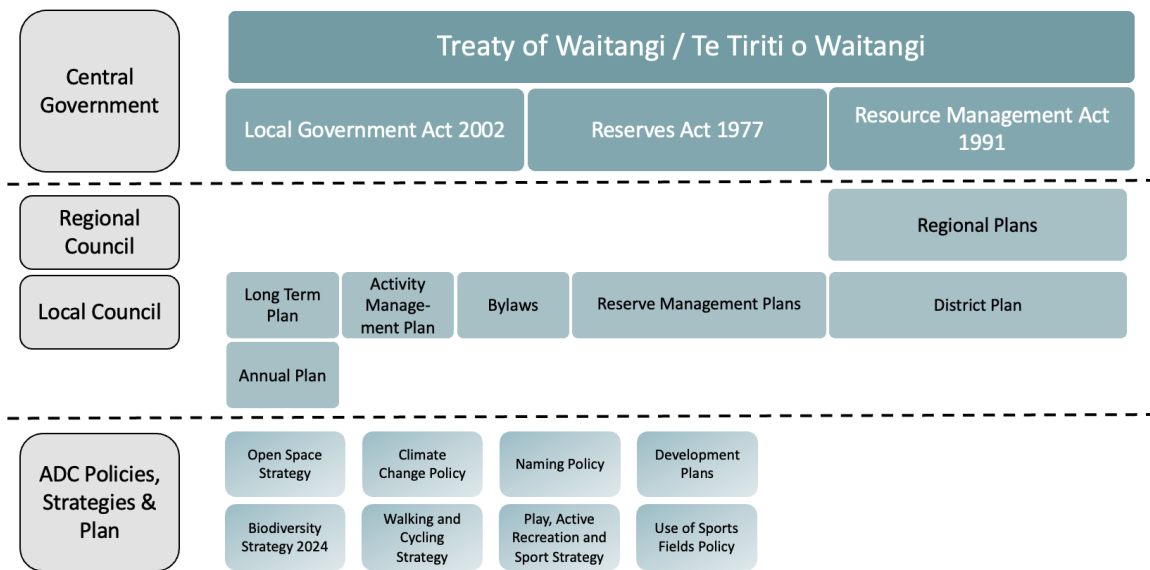 Central
Government
Treaty of Waitangi / Te Tiriti o Waitangi
Local Government Act 2002
Reserves Act 1977
Resource Management Act
1991
Regional
Council
Regional Plans
Local Council
Long Term
Plan
Activity
Manage-
ment Plan
Bylaws
Reserve Management Plans
District Plan
Annual Plan
ADC Policies,
Strategies &
Plan
Open Space
Strategy
Climate
Change Policy
Naming Policy
Development
Plans
Biodiversity
Strategy 2024
Walking and
Cycling
Strategy
Play, Active
Recreation and
Sport Strategy
Use of Sports
Fields Policy